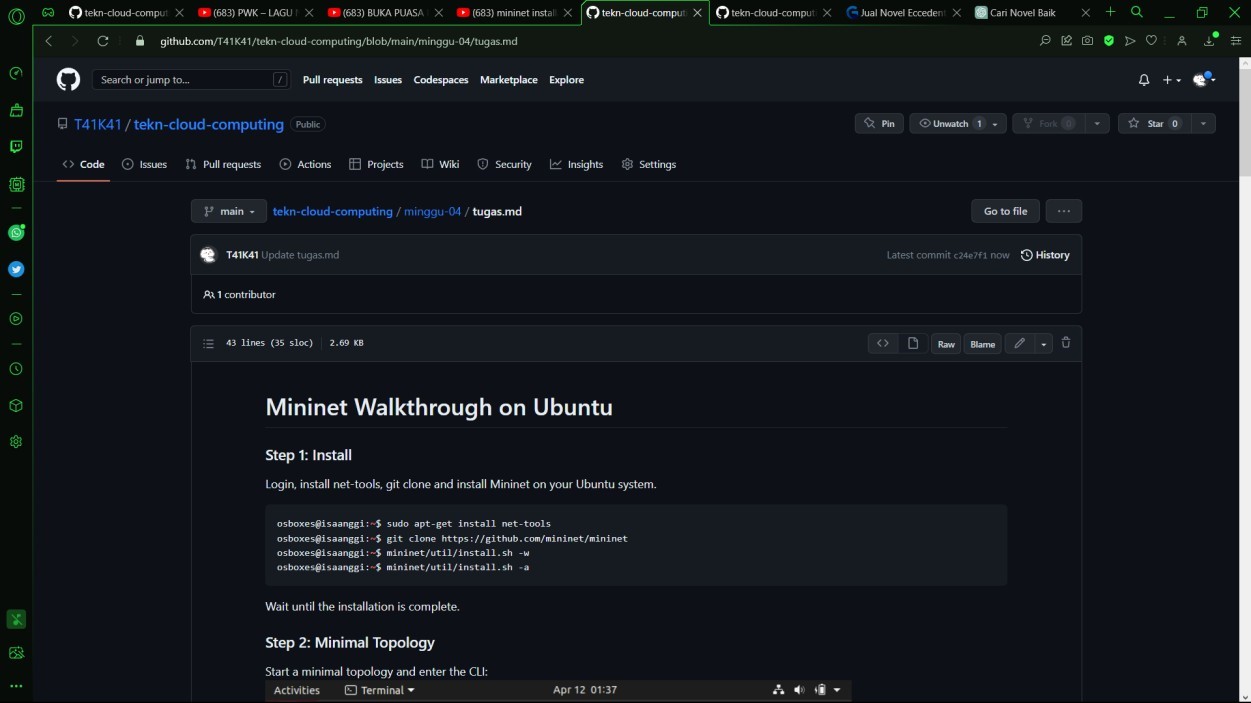 tekn-cloud-comput
(683) PWK – LAGU
(683) BUKA PUASA
(683) mininet install
tekn-cloud-comput
tekn-cloud-comput
Jual Novel Eccedent
Cari Novel Baik
github.com/T41K41/tekn-cloud-computing/blob/main/minggu-04/tugas.md
Search or jump to... /
Pull requests Issues Codespaces Marketplace Explore
T41K41 / tekn-cloud-computing Public
Pin Unwatch 1 Fork 0 Star 0
Code Issues Pull requests Actions Projects Wiki Security Insights Settings
main tekn-cloud-computing / minggu-04 / tugas.md Go to file ...
T41K41 Update tugas.md Latest commit c24e7f1 now History
1 contributor
43 lines (35 sloc) 2.69 KB Raw Blame
Mininet Walkthrough on Ubuntu
Step 1: Install
Login, install net-tools, git clone and install Mininet on your Ubuntu system.
osboxes@isaanggi:~$ sudo apt-get install net-tools
osboxes@isaanggi:~$ git clone https://github.com/mininet/mininet
osboxes@isaanggi:~$ mininet/util/install.sh -w
osboxes@isaanggi:~$ mininet/util/install.sh -a
Wait until the installation is complete.
Step 2: Minimal Topology
Start a minimal topology and enter the CLI:
Activities Terminal Apr 12 01:37